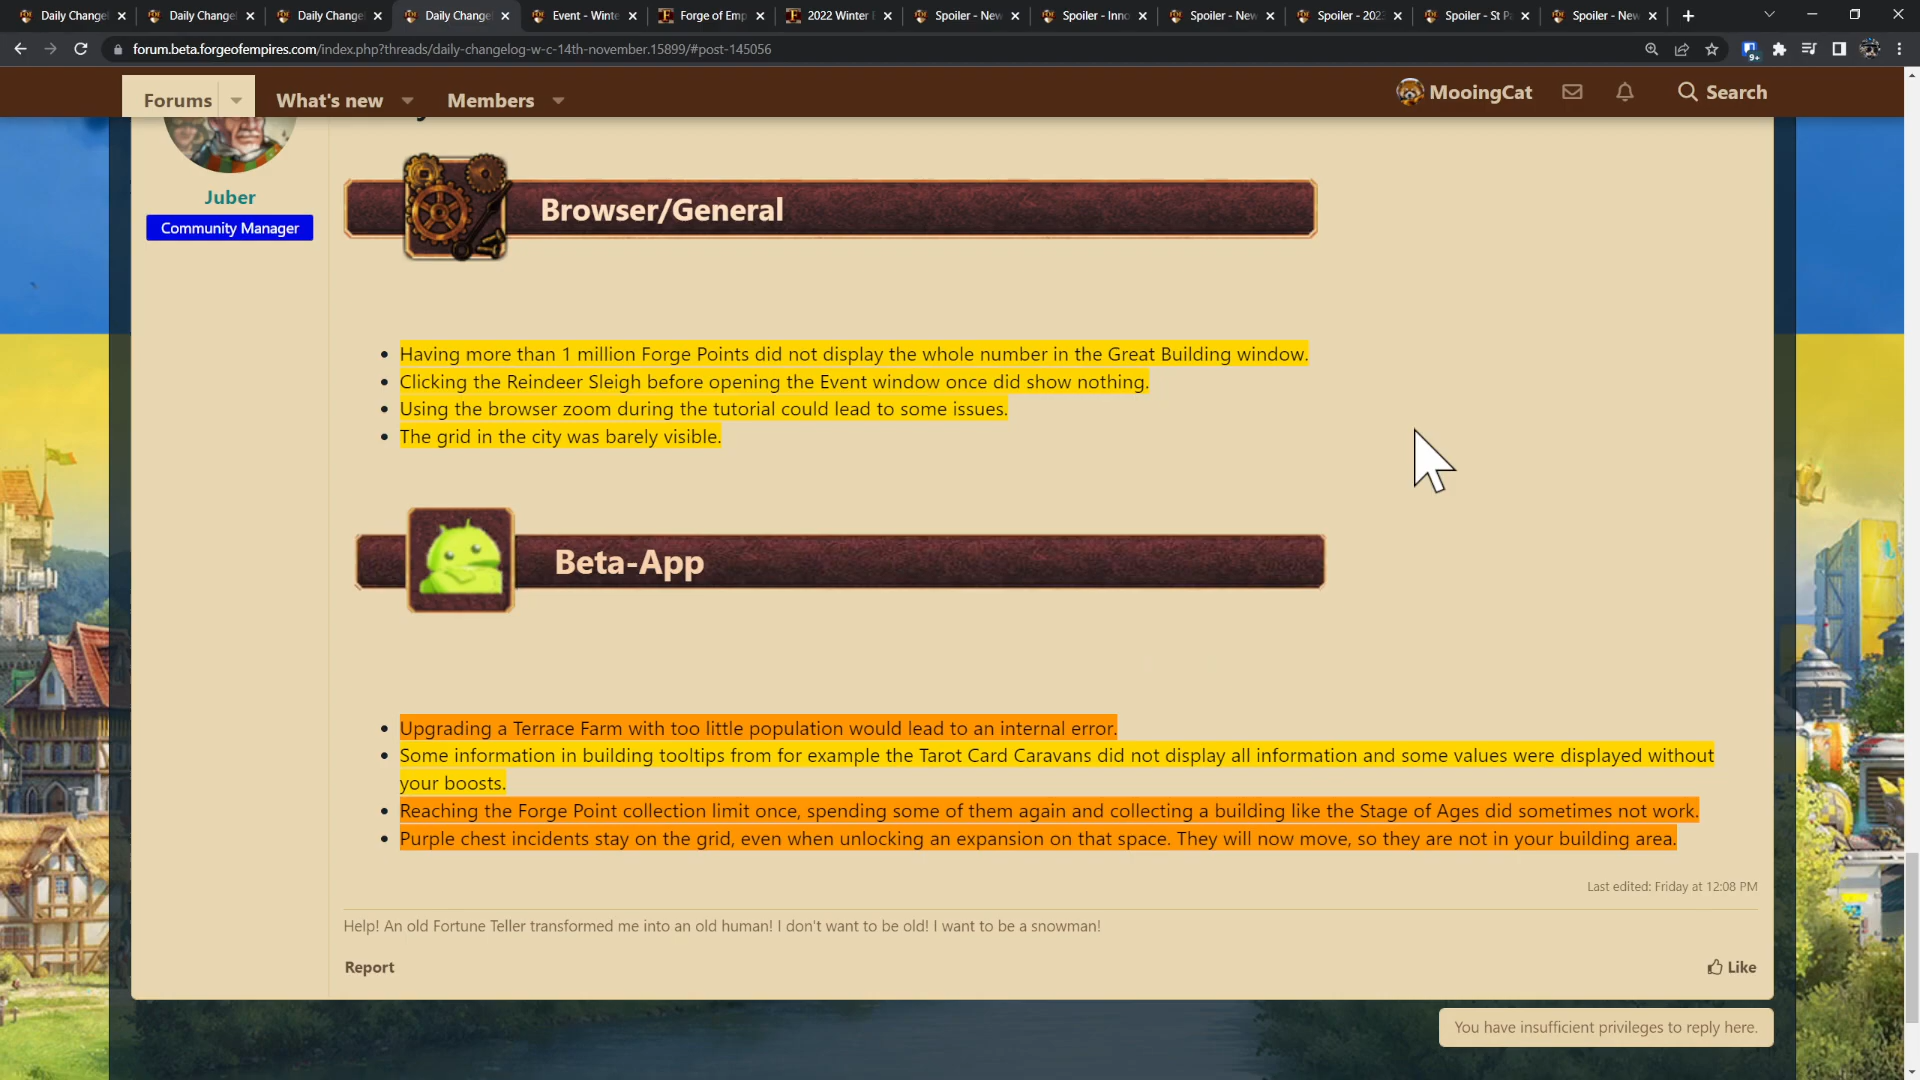 Daily Change
Daily Change
Daily Change
Daily Change
Event - Winte
Forge of Emp
2022 Winter E
Spoiler - New
Spoiler - Inno
Spoiler - New
Spoiler - 202
Spoiler - St Pa
Spoiler - New
forum.beta.forgeofempires.com/index.php?threads/daily-changelog-w-c-14th-november.15899/#post-145056
9+
Forums
What's new
Members
MooingCat
Search
Juber
Community Manager
Browser/General
• Having more than 1 million Forge Points did not display the whole number in the Great Building window.
• Clicking the Reindeer Sleigh before opening the Event window once did show nothing.
• Using the browser zoom during the tutorial could lead to some issues.
• The grid in the city was barely visible.
Beta-App
• Upgrading a Terrace Farm with too little population would lead to an internal error.
• Some information in building tooltips from for example the Tarot Card Caravans did not display all information and some values were displayed without
your boosts.
• Reaching the Forge Point collection limit once, spending some of them again and collecting a building like the Stage of Ages did sometimes not work.
• Purple chest incidents stay on the grid, even when unlocking an expansion on that space. They will now move, so they are not in your building area.
Last edited: Friday at 12:08 PM
Help! An old Fortune Teller transformed me into an old human! I don't want to be old! I want to be a snowman!
Report
Like
You have insufficient privileges to reply here.